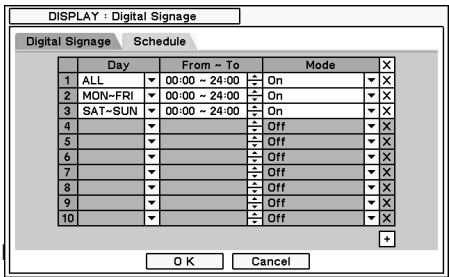 DISPLAY : Digital Signage
Digital Signage Schedule
Day From ~ To Mode X
1 ALL 00:00 ~ 24:00 On X
2 MON~FRI 00:00 ~ 24:00 On X
3 SAT~SUN 00:00 ~ 24:00 On X
4 Off X
5 Off X
6 Off X
7 Off X
8 Off X
9 Off X
10 Off X
+
OK Cancel